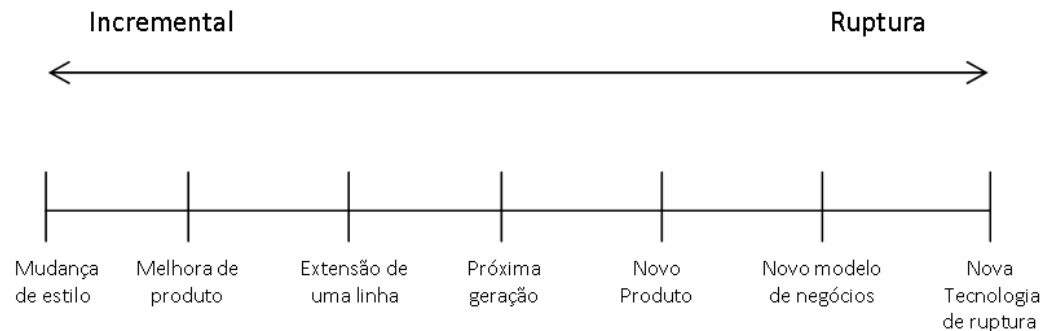 Incremental
Ruptura
Mudança
de estilo
Melhora de
produto
Extensão de
uma linha
Próxima
geração
Novo
Produto
Novo modelo
de negócios
Nova
Tecnologia
de ruptura